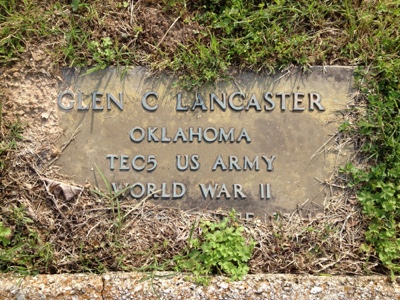 GLEN C LANCASTER
OKLAHOMA
TEC5 US ARMY
WORLD WAR II